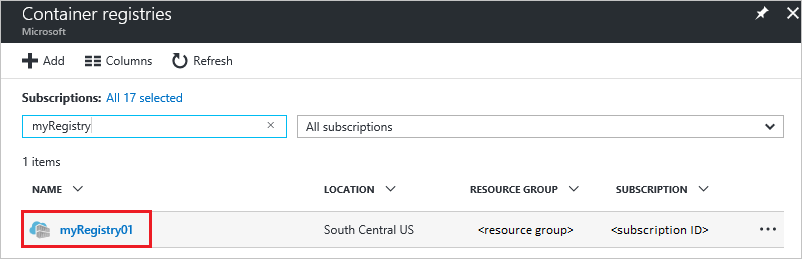 Container registries
Microsoft
Add Columns Refresh
Subscriptions: All 17 selected
myRegistry All subscriptions
1 items
NAME LOCATION RESOURCE GROUP SUBSCRIPTION
myRegistry01 South Central US <resource group> <subscription ID>